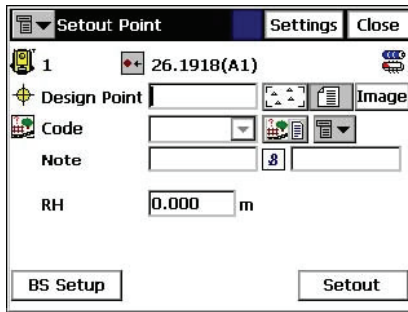 Setout Point Settings Close
1 26.1918(A1)
Design Point Image
Code
Note
RH 0.000 m
BS Setup Setout